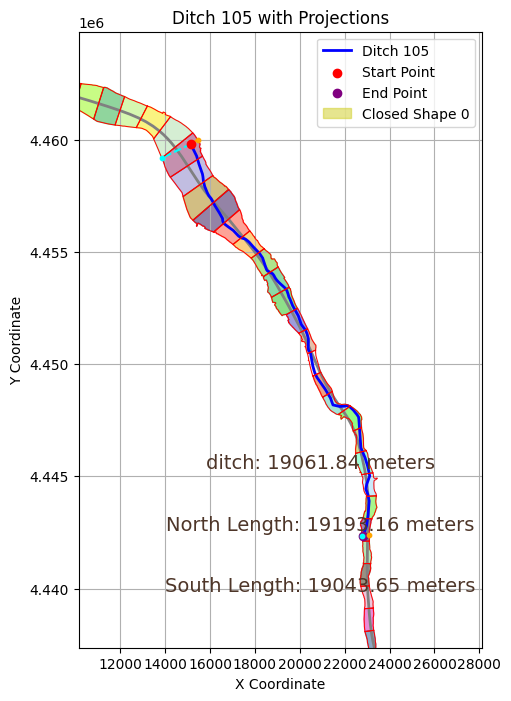 Ditch 105 with Projections
1e6
Ditch 105
Start Point
End Point
Closed Shape 0
4.460
4.455
4.450
4.445
4.440
Y Coordinate
ditch: 19061.84 meters
North Length: 19193.16 meters
South Length: 19043.65 meters
12000 14000 16000 18000 20000 22000 24000 26000 28000
X Coordinate